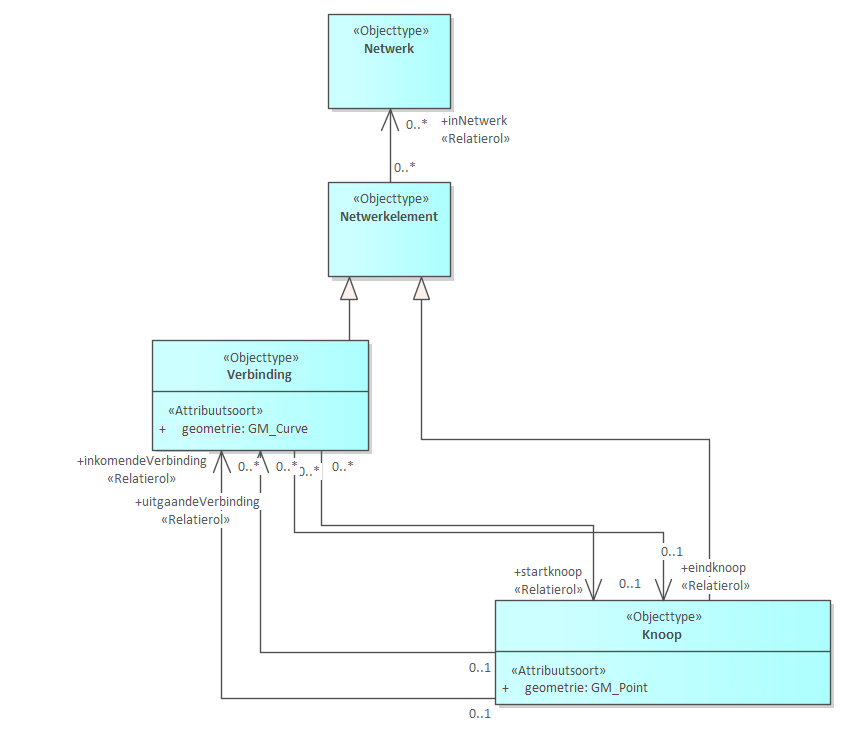 «Objecttype»
Netwerk
0..*
+inNetwerk
«Relatierol»
0..*
«Objecttype»
Netwerkelement
«Objecttype»
Verbinding
«Attribuutsoort»
+ geometrie: GM_Curve
+inkomendeVerbinding
«Relatierol»
0..*
0..*
0..*
0..*
+uitgaandeVerbinding
«Relatierol»
0..1
+startknoop
«Relatierol»
0..1
+eindknoop
«Relatierol»
«Objecttype»
Knoop
«Attribuutsoort»
+ geometrie: GM_Point
0..1
0..1